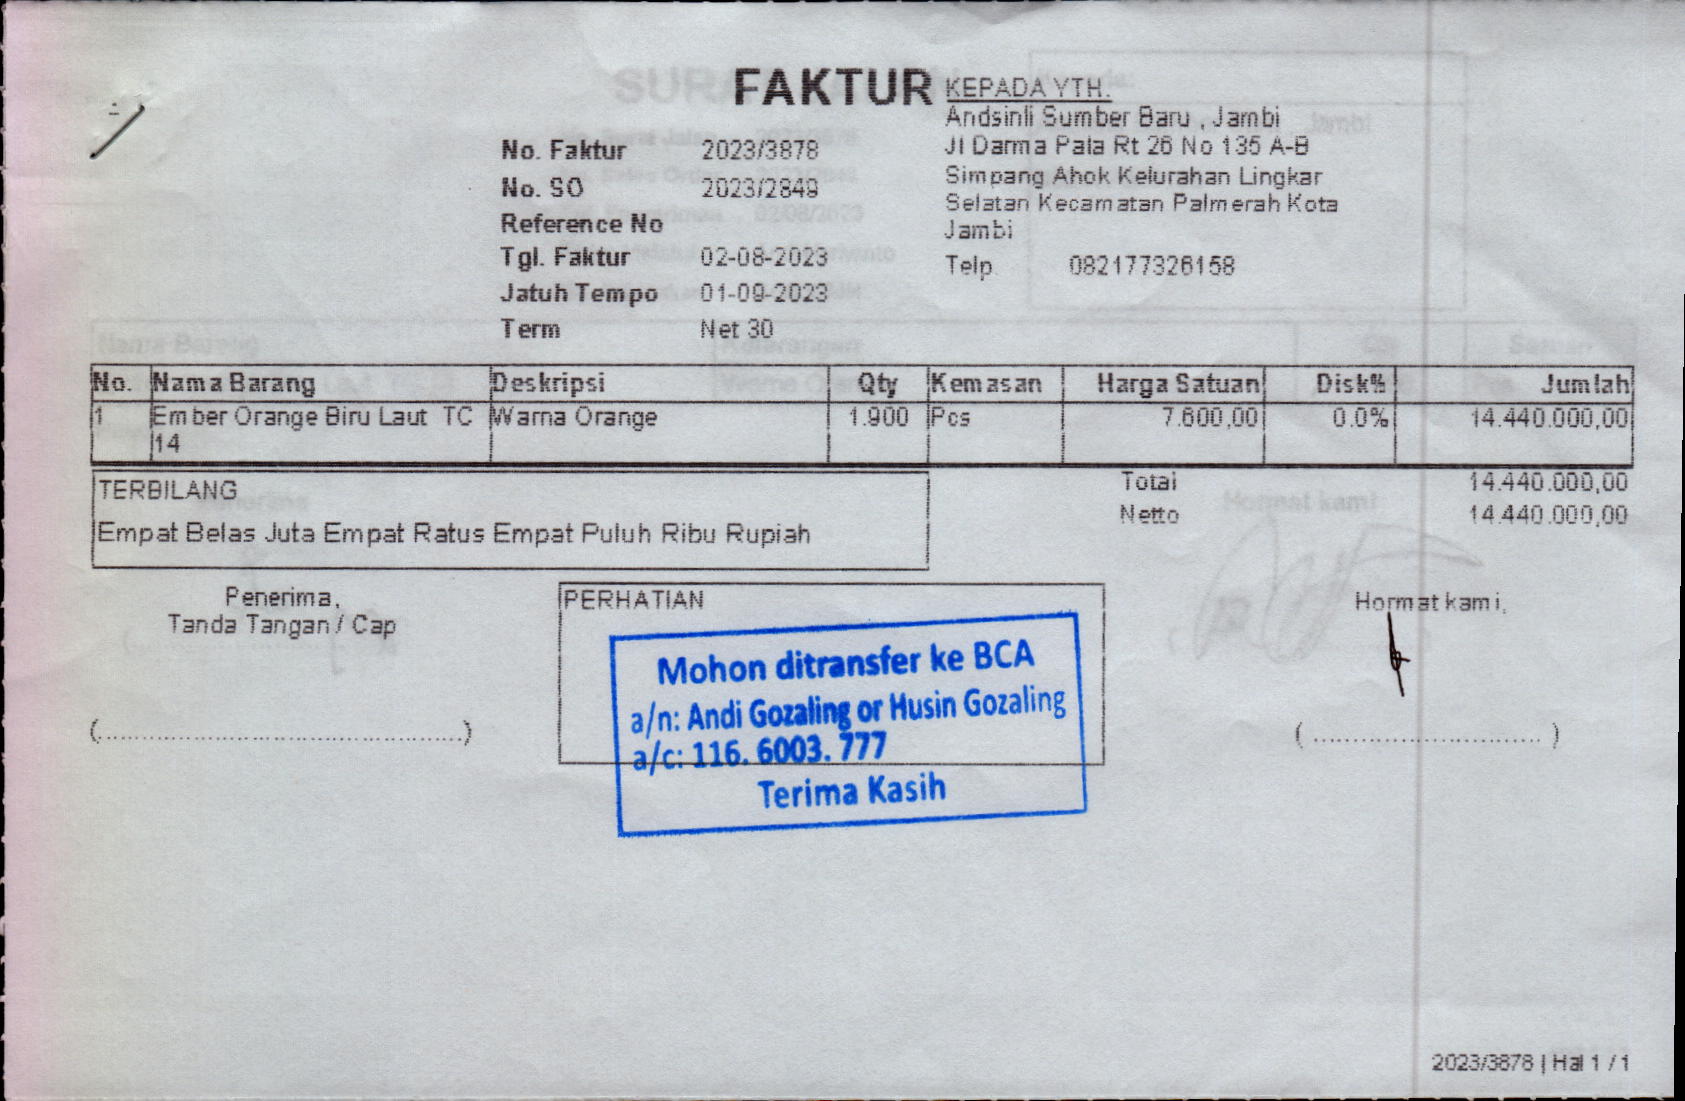 FAKTUR
KEPADA YTH.
Andsinli Sumber Baru , Jambi
Jl Darma Pala Rt 26 No 135 A-B
Simpang Ahok Kelurahan Lingkar
Selatan Kecamatan Palmerah Kota
Jambi
Telp. 082177326158
No. Faktur 2023/3878
No. SO 2023/2849
Reference No
Tgl. Faktur 02-08-2023
Jatuh Tempo 01-09-2023
Term Net 30
No. Nama Barang Deskripsi Qty Kemasan Harga Satuan Disk% Jumlah
1 Ember Orange Biru Laut TC Warna Orange 1.900 Pcs 7.600,00 0.0% 14.440.000,00
14
TERBILANG
Empat Belas Juta Empat Ratus Empat Puluh Ribu Rupiah
Total 14.440.000,00
Netto 14.440.000,00
Penerima,
Tanda Tangan / Cap
(....................................................)
PERHATIAN
Mohon ditransfer ke BCA
a/n: Andi Gozaling or Husin Gozaling
a/c: 116. 6003. 777
Terima Kasih
Hormat kami,
( ................................ )
2023/3878 | Hal 1 / 1